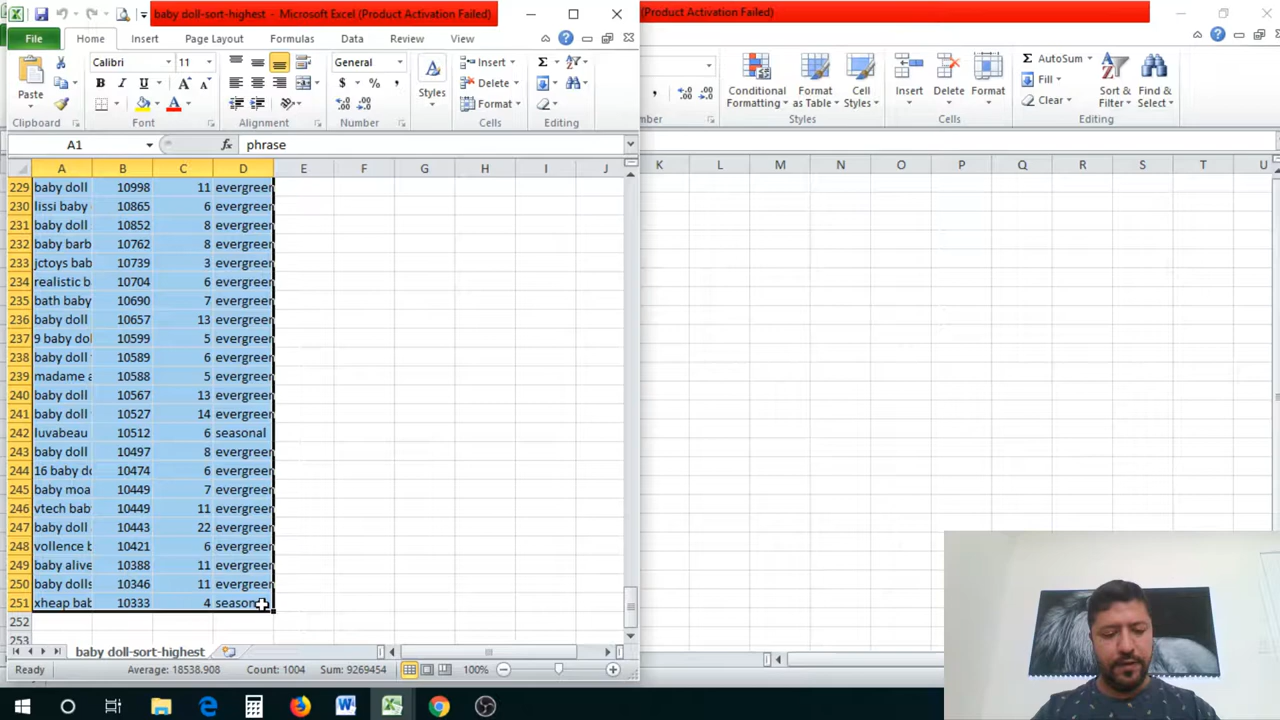 baby doll-sort-highest - Microsoft Excel (Product Activation Failed)
(Product Activation Failed)
File Home Insert Page Layout Formulas Data Review View
Paste
Calibri 11
B I U A
General
$ % ,
Styles
Insert
Delete
Format
Σ
Clipboard Font Alignment Number Cells Editing
Conditional Formatting Format as Table Cell Styles
Insert Delete Format
Σ AutoSum
Fill
Clear
Sort & Filter Find & Select
Styles Cells Editing
A1 fx phrase
A B C D E F G H I J
K L M N O P Q R S T U
229 baby doll 10998 11 evergreen
230 lissi baby 10865 6 evergreen
231 baby doll 10852 8 evergreen
232 baby barb 10762 8 evergreen
233 jctoys bab 10739 3 evergreen
234 realistic b 10704 6 evergreen
235 bath baby 10690 7 evergreen
236 baby doll 10657 13 evergreen
237 9 baby dol 10599 5 evergreen
238 baby doll 10589 6 evergreen
239 madame a 10588 5 evergreen
240 baby doll 10567 13 evergreen
241 baby doll 10527 14 evergreen
242 luvabeau 10512 6 seasonal
243 baby doll 10497 8 evergreen
244 16 baby do 10474 6 evergreen
245 baby moa 10449 7 evergreen
246 vtech bab 10449 11 evergreen
247 baby doll 10443 22 evergreen
248 vollence b 10421 6 evergreen
249 baby alive 10388 11 evergreen
250 baby dolls 10346 11 evergreen
251 xheap bab 10333 4 season
252
253
baby doll-sort-highest
Ready Average: 18538.908 Count: 1004 Sum: 9269454 100%